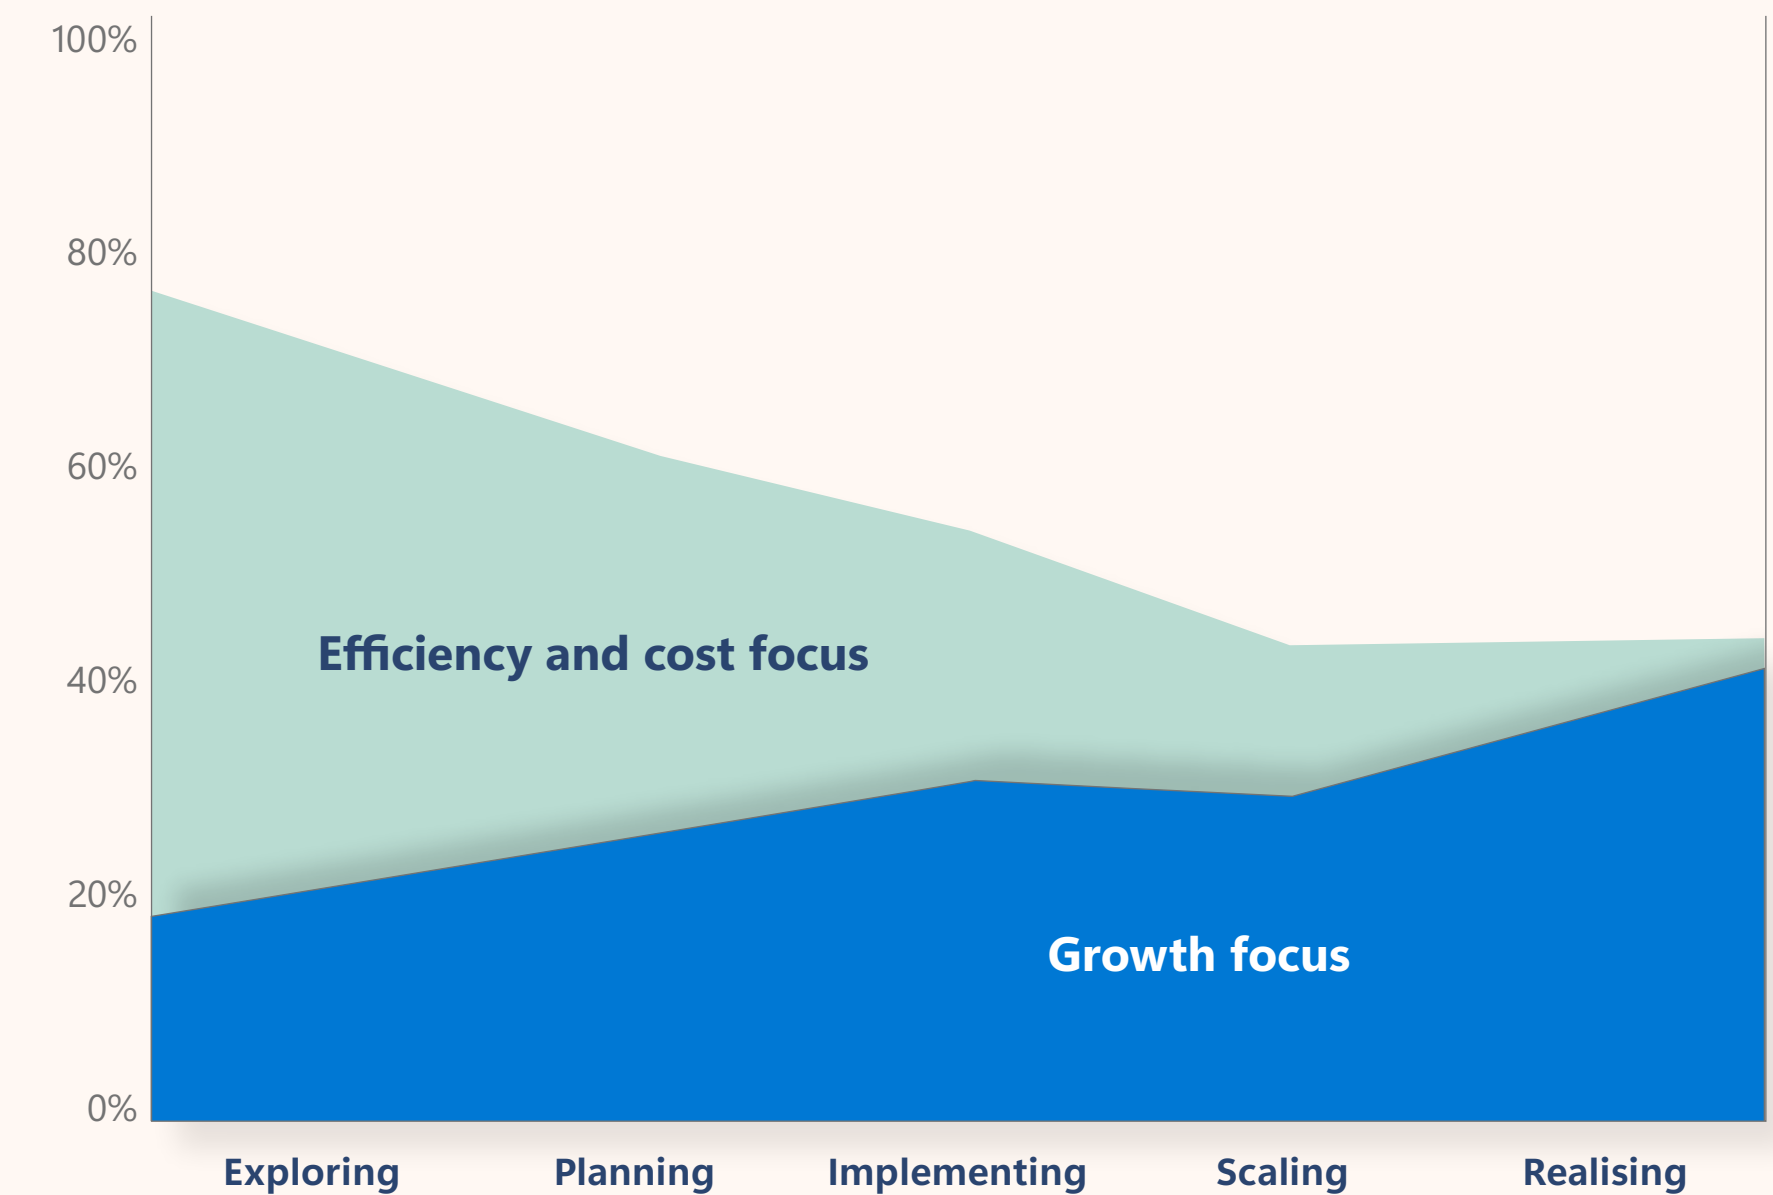 100%
80%
60%
Efficiency and cost focus
40%
20%
Growth focus
0%
Exploring
Planning
Implementing
Scaling
Realising